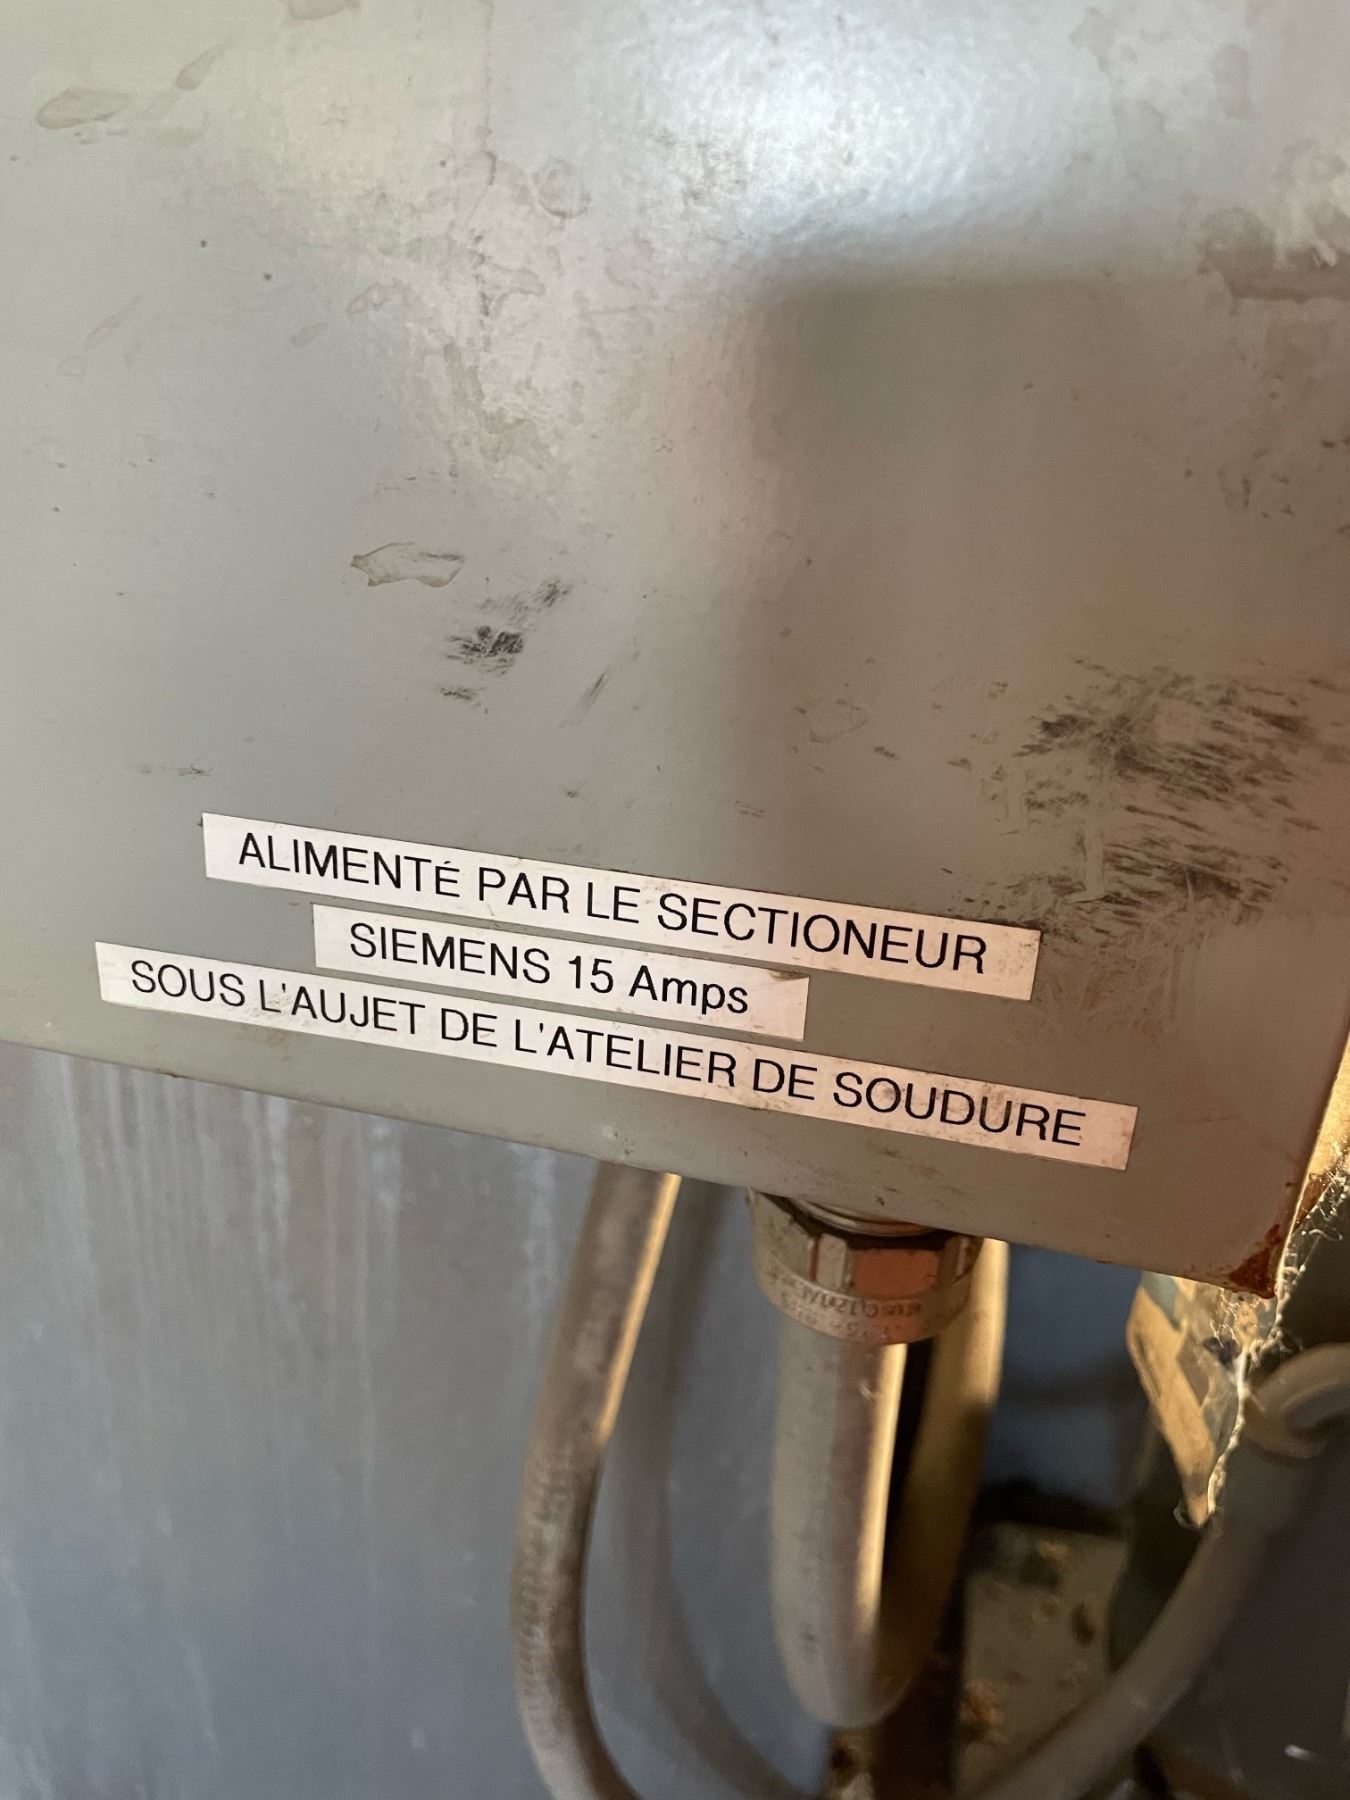 ALIMENTÉ PAR LE SECTIONEUR
SIEMENS 15 Amps
SOUS L'AUJET DE L'ATELIER DE SOUDURE